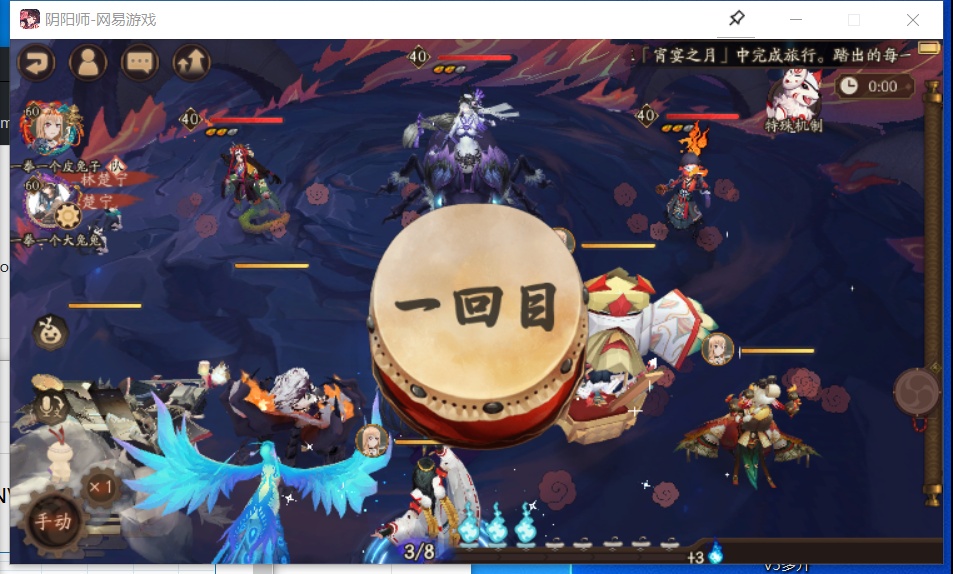 阴阳师-网易游戏
「宵宴之月」中完成旅行。踏出的每一
40
0:00
特殊机制
60
40
40
一拳一个皮兔子
队
林楚宁
60
楚宁
一拳一个大兔兔
一回目
×1
手动
3/8
+3